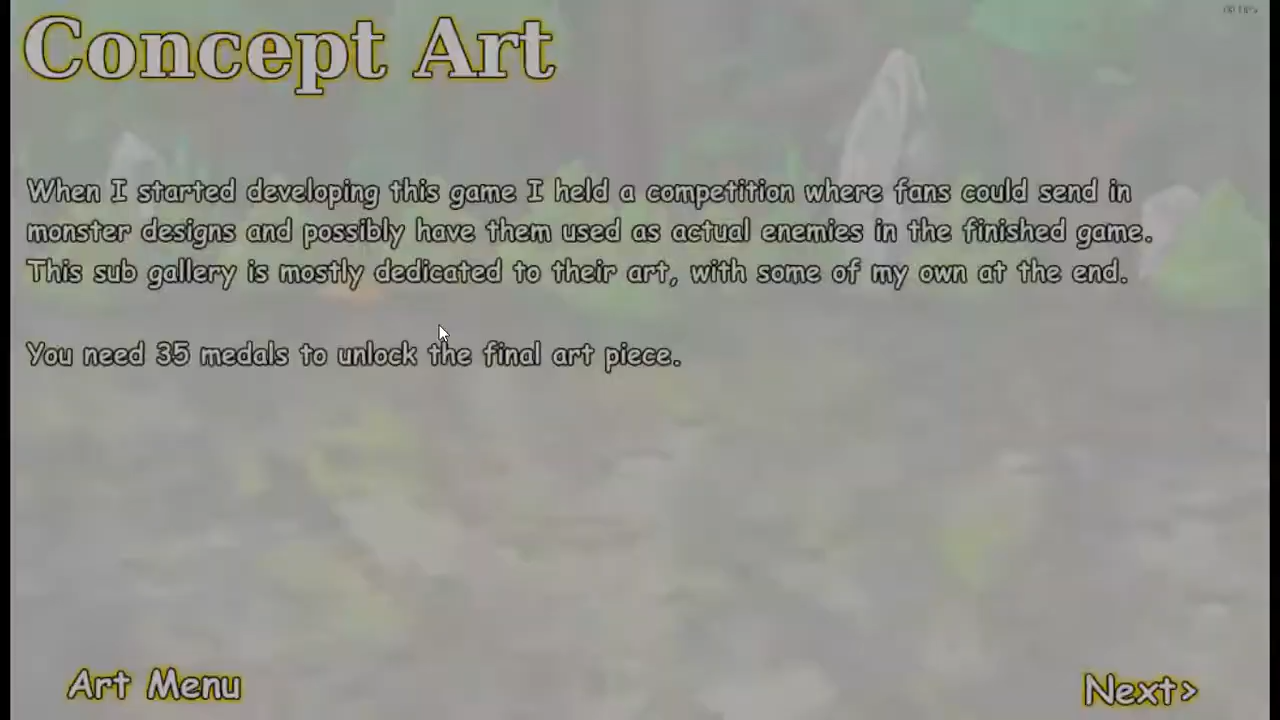 Concept Art
When I started developing this game I held a competition where fans could send in
monster designs and possibly have them used as actual enemies in the finished game.
This sub gallery is mostly dedicated to their art, with some of my own at the end.
You need 35 medals to unlock the final art piece.
Art Menu
Next>